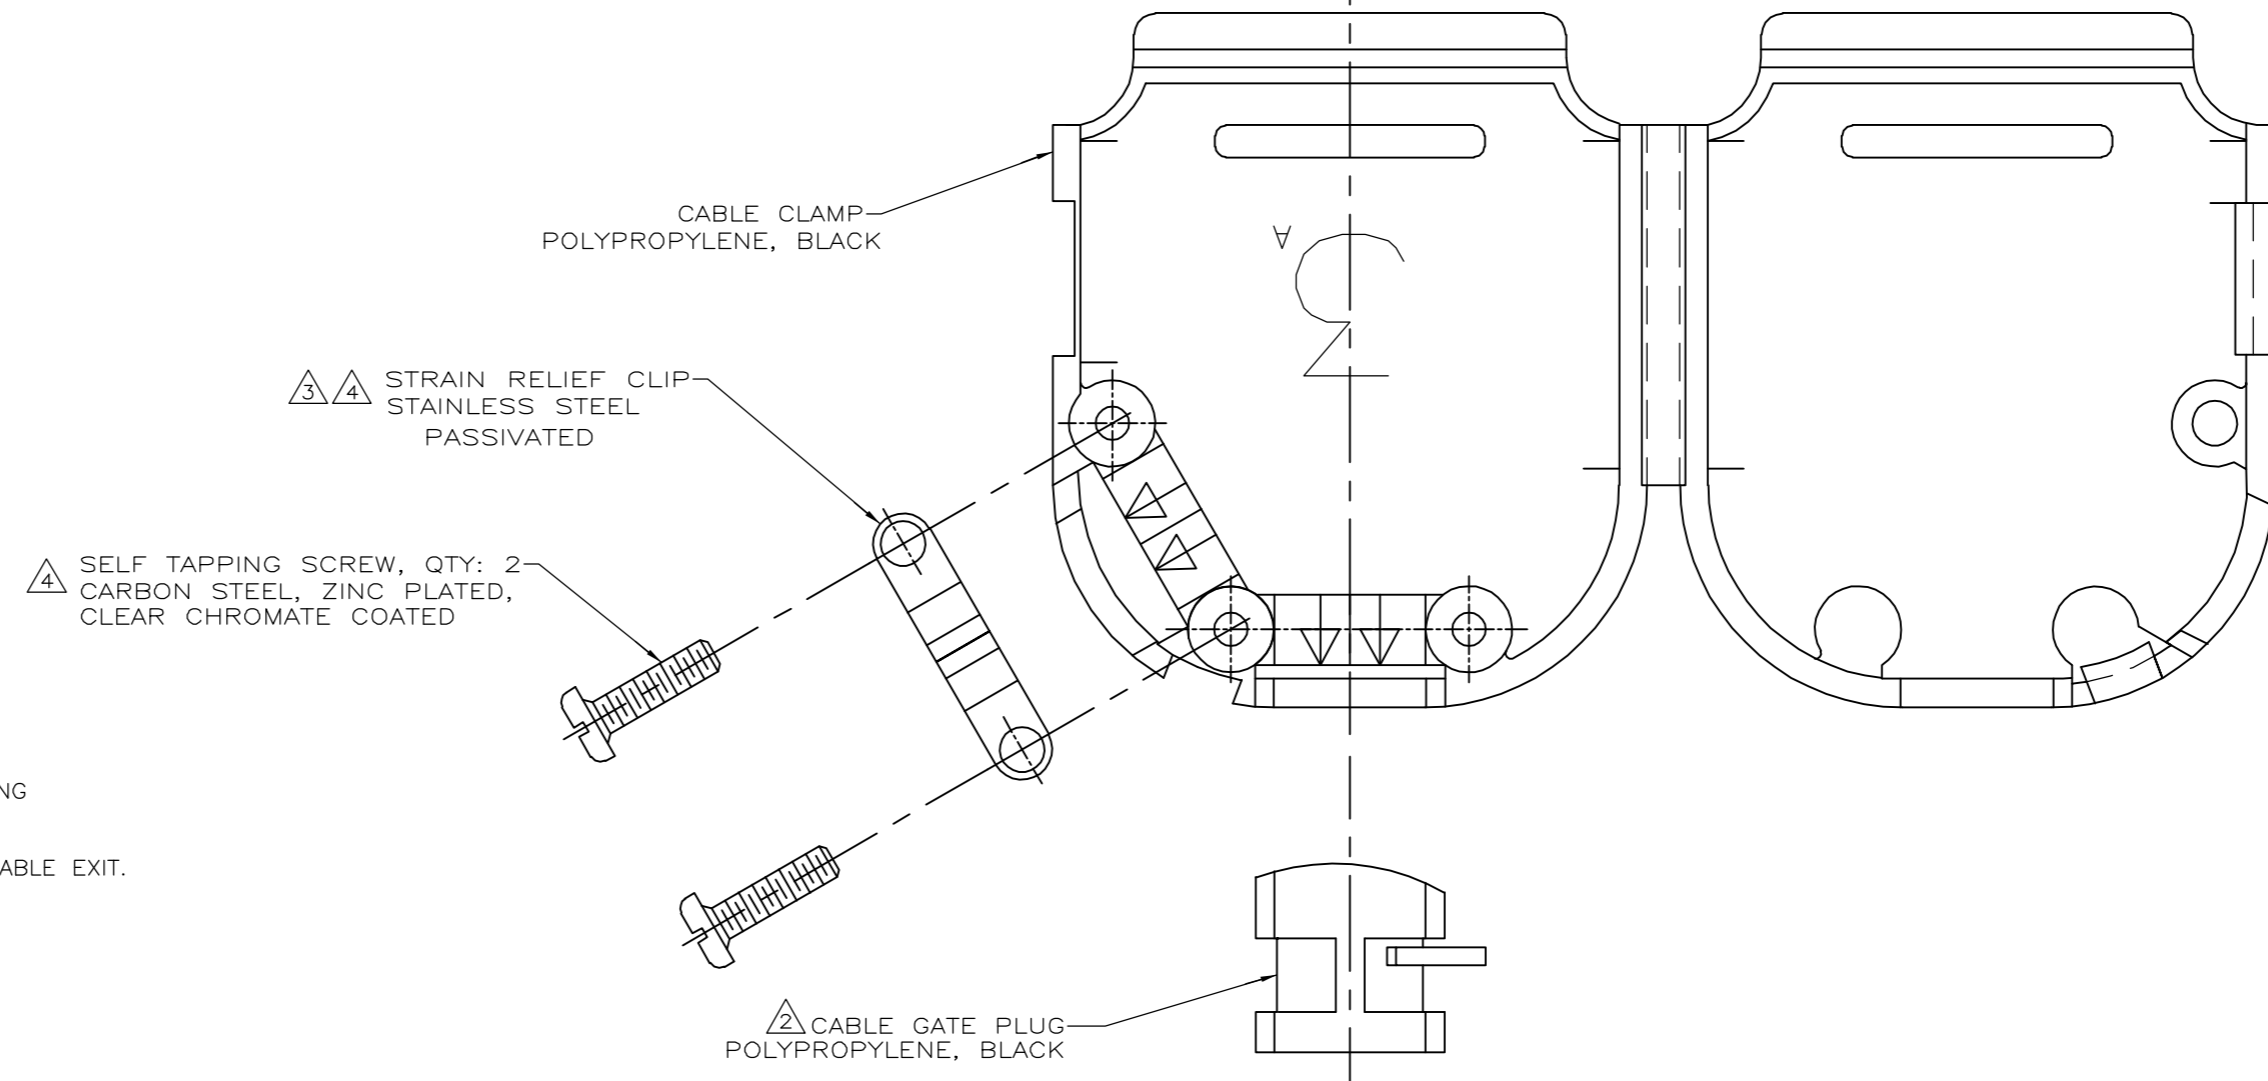 CABLE CLAMP
POLYPROPYLENE, BLACK
A
3 4 STRAIN RELIEF CLIP
STAINLESS STEEL
PASSIVATED
4 SELF TAPPING SCREW, QTY: 2
CARBON STEEL, ZINC PLATED,
CLEAR CHROMATE COATED
NG
ABLE EXIT.
2 CABLE GATE PLUG
POLYPROPYLENE, BLACK